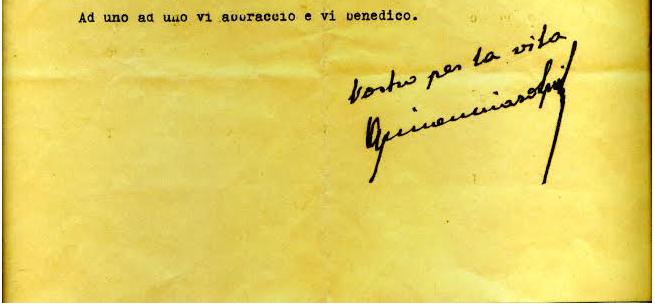 Ad uno ad uno vi abbraccio e vi benedico.
Vostro per la vita